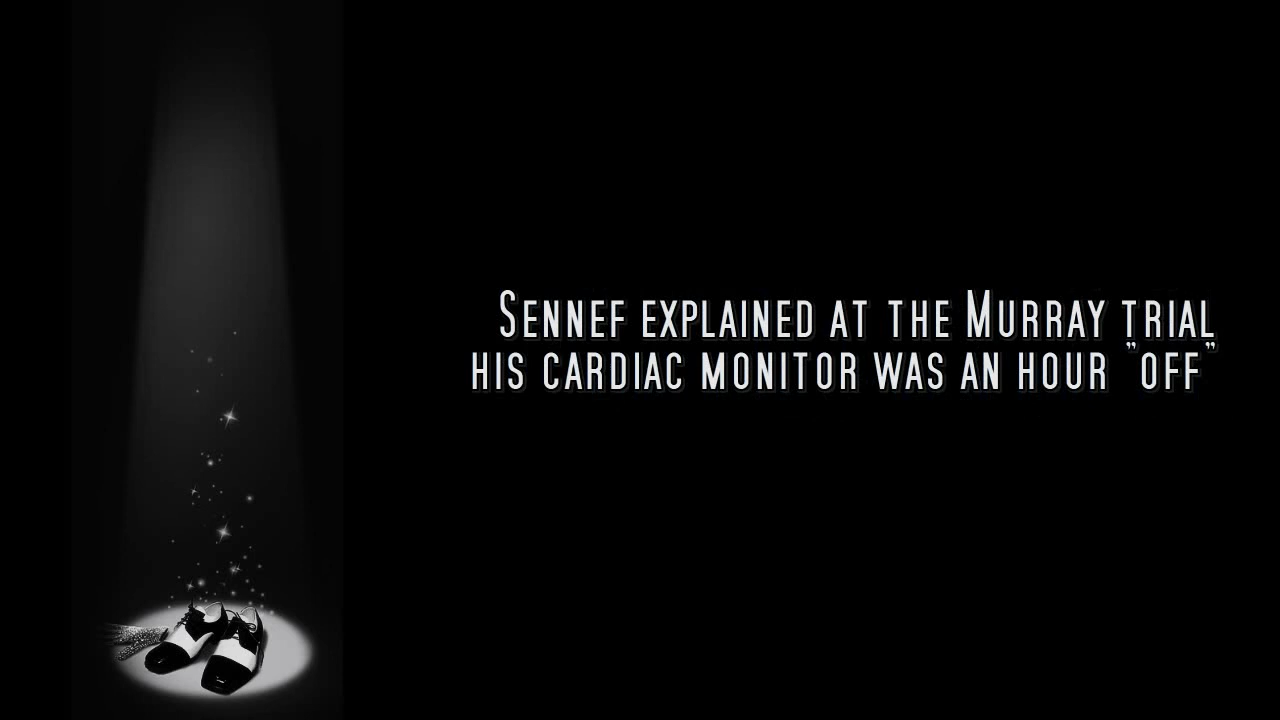 Sennef explained at the Murray trial
his cardiac monitor was an hour "off"